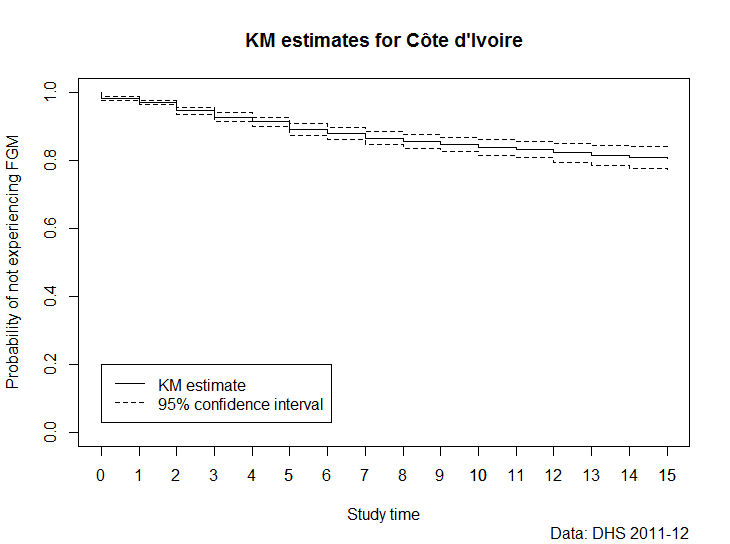 KM estimates for Côte d'Ivoire
Probability of not experiencing FGM
1.0
0.8
0.6
0.4
0.2
0.0
KM estimate
95% confidence interval
0 1 2 3 4 5 6 7 8 9 10 11 12 13 14 15
Study time
Data: DHS 2011-12